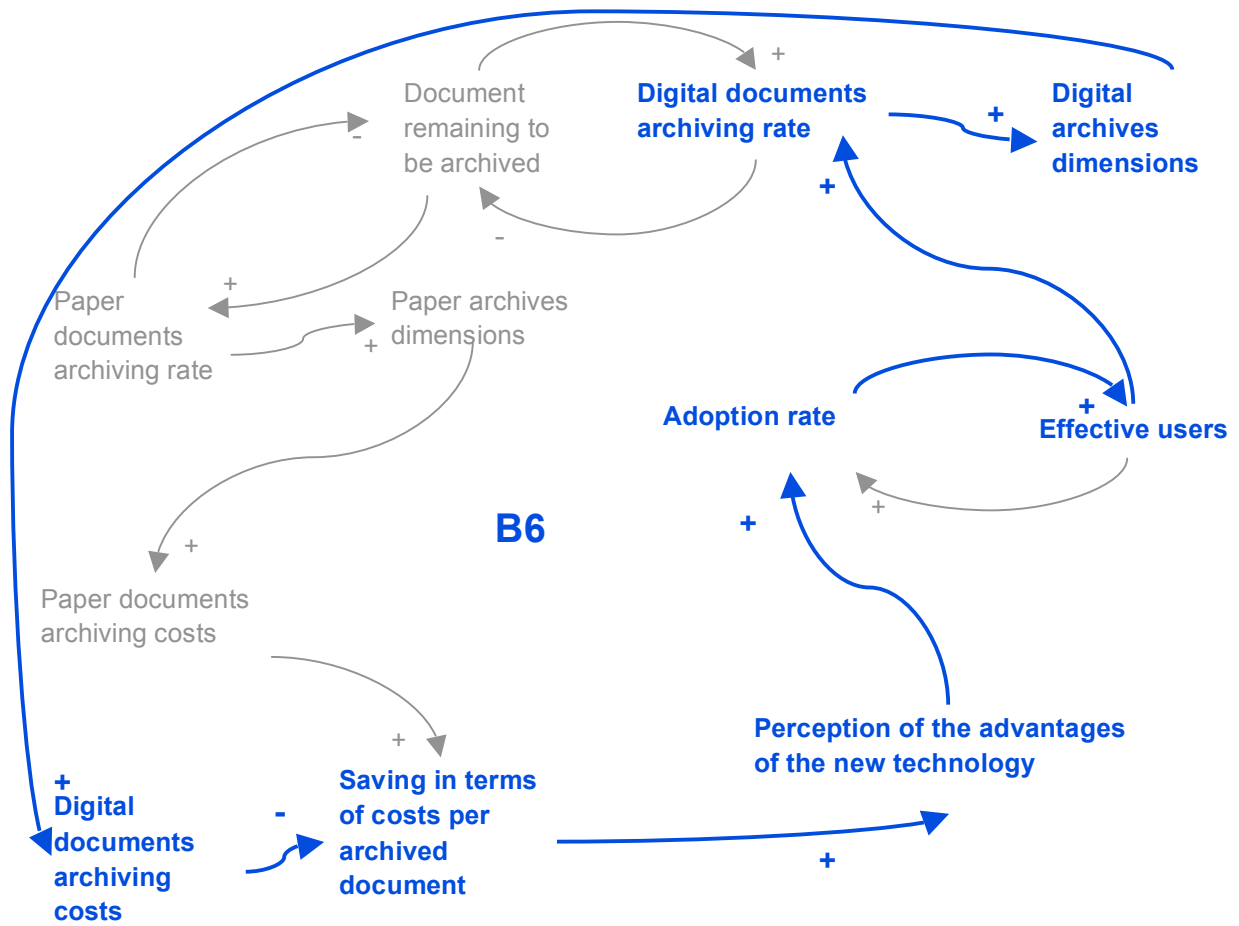 +
Document
remaining to
be archived
Digital documents
archiving rate
+
Digital
archives
dimensions
-
+
-
+
Paper
documents
archiving rate
+
Paper archives
dimensions
Adoption rate
+
Effective users
+
+
B6
+
Paper documents
archiving costs
+
Perception of the advantages
of the new technology
+
Digital
documents
archiving
costs
-
Saving in terms
of costs per
archived
document
+